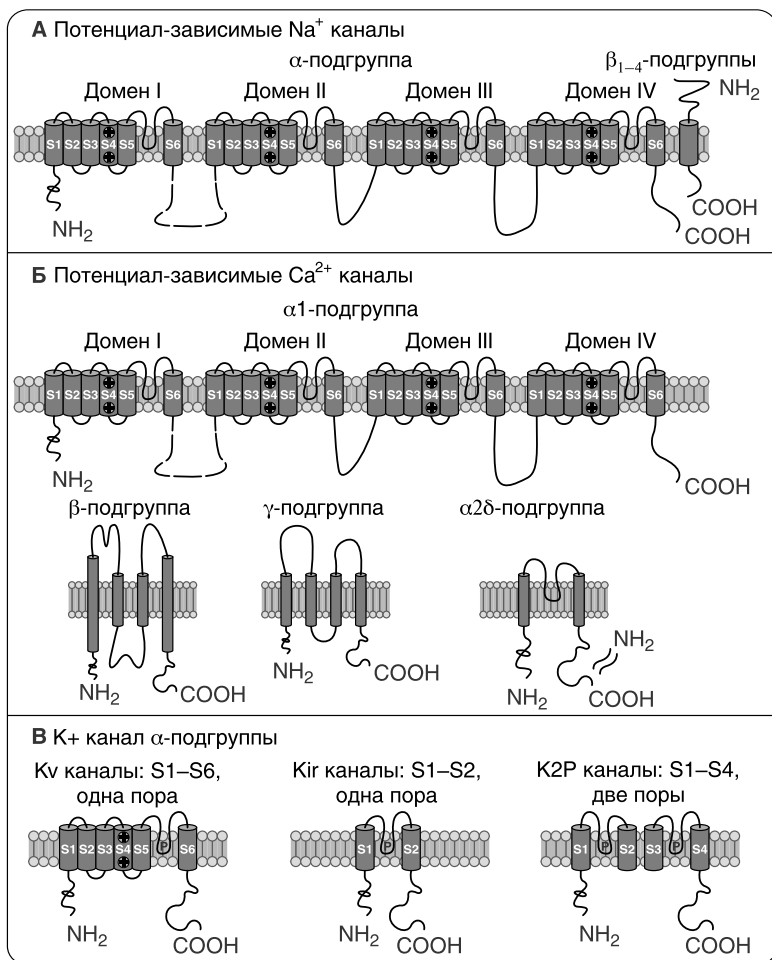 А Потенциал-зависимые Na⁺ каналы
α-подгруппа
β₁₋₄-подгруппы
Домен I Домен II Домен III Домен IV
NH₂
S1 S2 S3 S4 S5 S6 S1 S2 S3 S4 S5 S6 S1 S2 S3 S4 S5 S6 S1 S2 S3 S4 S5 S6
NH₂
COOH
COOH
Б Потенциал-зависимые Ca²⁺ каналы
α1-подгруппа
Домен I Домен II Домен III Домен IV
S1 S2 S3 S4 S5 S6 S1 S2 S3 S4 S5 S6 S1 S2 S3 S4 S5 S6 S1 S2 S3 S4 S5 S6
NH₂
COOH
β-подгруппа γ-подгруппа α2δ-подгруппа
NH₂
COOH
NH₂
COOH
NH₂
NH₂
COOH
В K+ канал α-подгруппы
Kv каналы: S1–S6,
одна пора
Kir каналы: S1–S2,
одна пора
K2P каналы: S1–S4,
две поры
S1 S2 S3 S4 S5 P S6
S1 P S2
S1 P S2 S3 P S4
NH₂
COOH
NH₂
COOH
NH₂
COOH